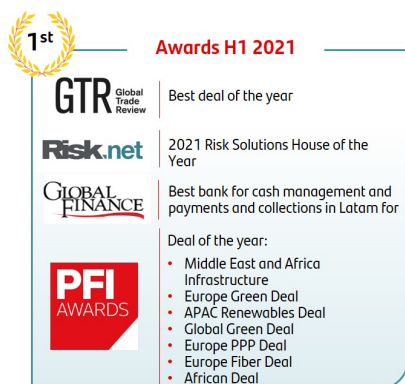 1st
Awards H1 2021
GTR Global
Trade
Review
Best deal of the year
Risk.net
2021 Risk Solutions House of the
Year
GLOBAL
FINANCE
Best bank for cash management and
payments and collections in Latam for
Deal of the year:
PFI
AWARDS
• Middle East and Africa
Infrastructure
• Europe Green Deal
• APAC Renewables Deal
• Global Green Deal
• Europe PPP Deal
• Europe Fiber Deal
• African Deal